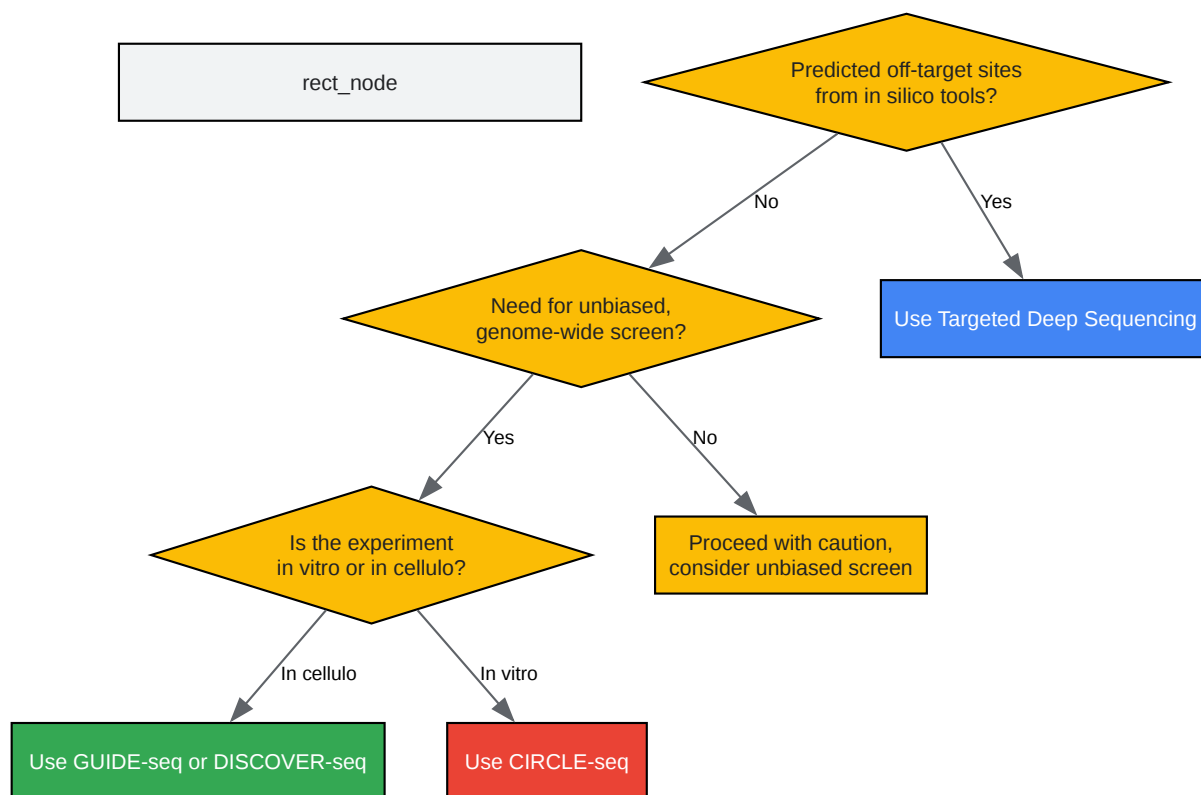 rect_node
Predicted off-target sites
from in silico tools?
No
Yes
Need for unbiased,
genome-wide screen?
Use Targeted Deep Sequencing
Yes
No
Is the experiment
in vitro or in cellulo?
Proceed with caution,
consider unbiased screen
In cellulo
In vitro
Use GUIDE-seq or DISCOVER-seq
Use CIRCLE-seq